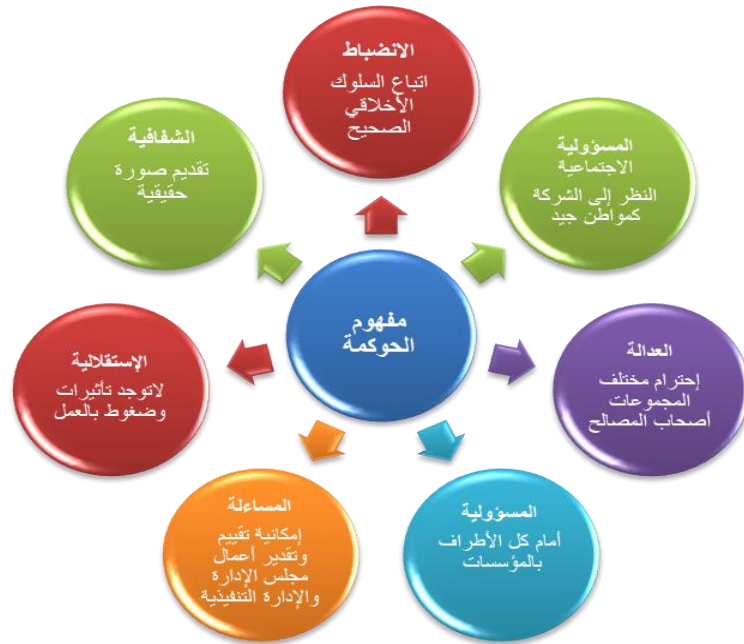 مفهوم
الحوكمة
الانضباط
اتباع السلوك
الأخلاقي
الصحيح
المسؤولية
الاجتماعية
النظر إلى الشركة
كمواطن جيد
العدالة
إحترام مختلف
المجموعات
أصحاب المصالح
المسؤولية
أمام كل الأطراف
بالمؤسسات
المساءلة
إمكانية تقييم
وتقدير أعمال
مجلس الإدارة
والإدارة التنفيذية
الإستقلالية
لاتوجد تأثيرات
وضغوط بالعمل
الشفافية
تقديم صورة
حقيقية